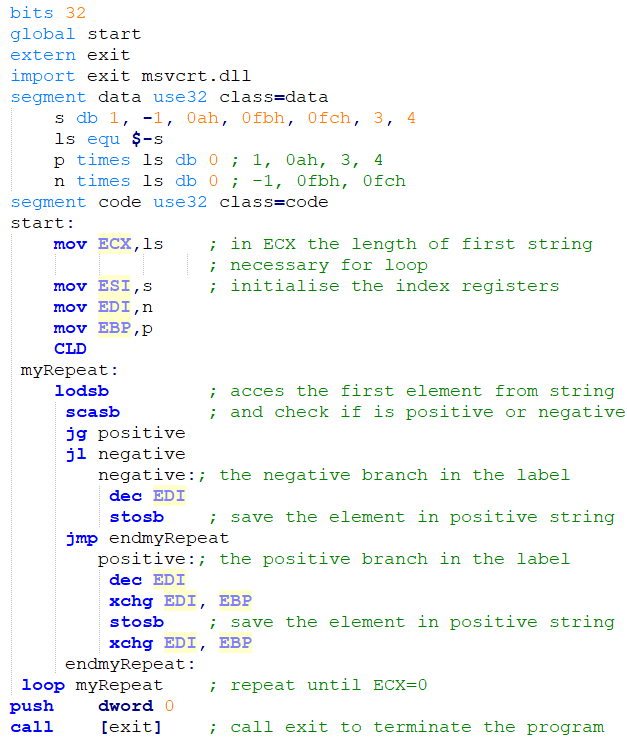 bits 32
global start
extern exit
import exit msvcrt.dll
segment data use32 class=data
    s db 1, -1, 0ah, 0fbh, 0fch, 3, 4
    ls equ $-s
    p times ls db 0 ; 1, 0ah, 3, 4
    n times ls db 0 ; -1, 0fbh, 0fch
segment code use32 class=code
start:
    mov ECX,ls    ; in ECX the length of first string
                  ; necessary for loop
    mov ESI,s     ; initialise the index registers
    mov EDI,n
    mov EBP,p
    CLD
 myRepeat:
    lodsb         ; acces the first element from string
     scasb        ; and check if is positive or negative
     jg positive
     jl negative
        negative:; the negative branch in the label
         dec EDI
         stosb    ; save the element in positive string
     jmp endmyRepeat
        positive:; the positive branch in the label
         dec EDI
         xchg EDI, EBP
         stosb    ; save the element in positive string
         xchg EDI, EBP
     endmyRepeat:
 loop myRepeat    ; repeat until ECX=0
push    dword 0
call    [exit]    ; call exit to terminate the program